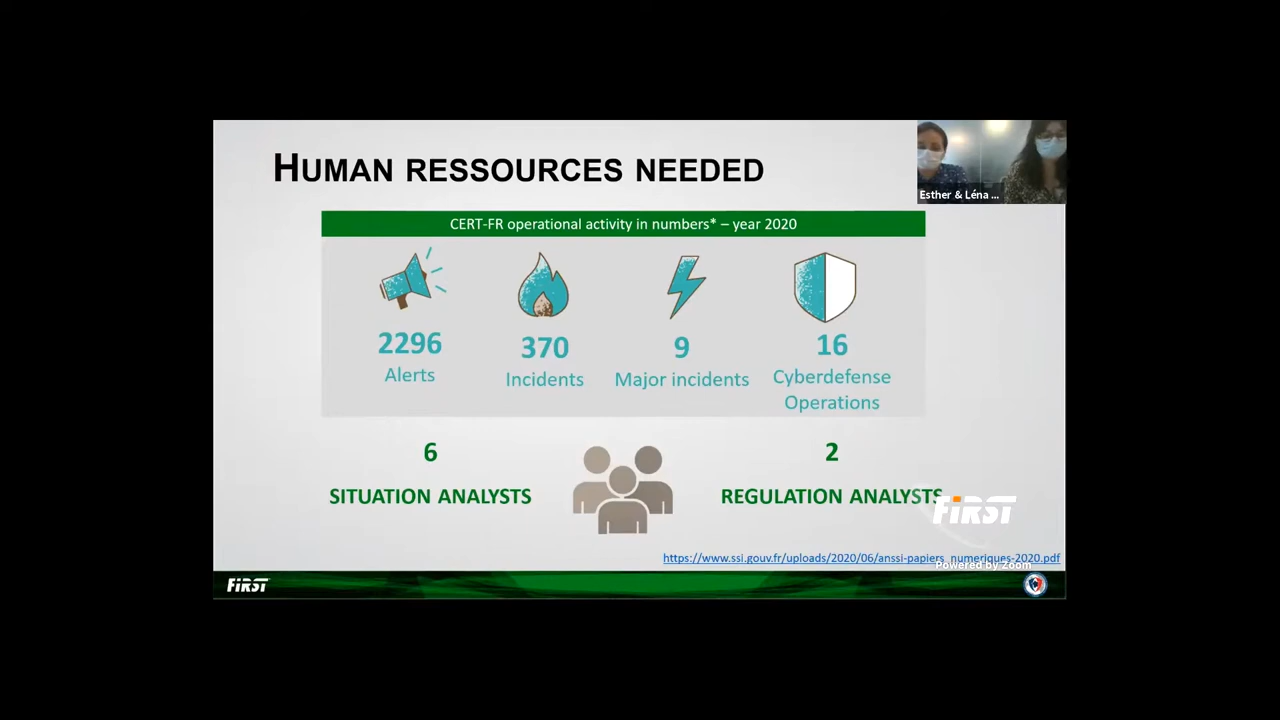 HUMAN RESSOURCES NEEDED
Esther & Léna ...
CERT-FR operational activity in numbers* – year 2020
2296
Alerts
370
Incidents
9
Major incidents
16
Cyberdefense
Operations
6
SITUATION ANALYSTS
2
REGULATION ANALYSTS
FiRST
https://www.ssi.gouv.fr/uploads/2020/06/anssi-papiers_numeriques-2020.pdf
Powered by Zoom
FiRST